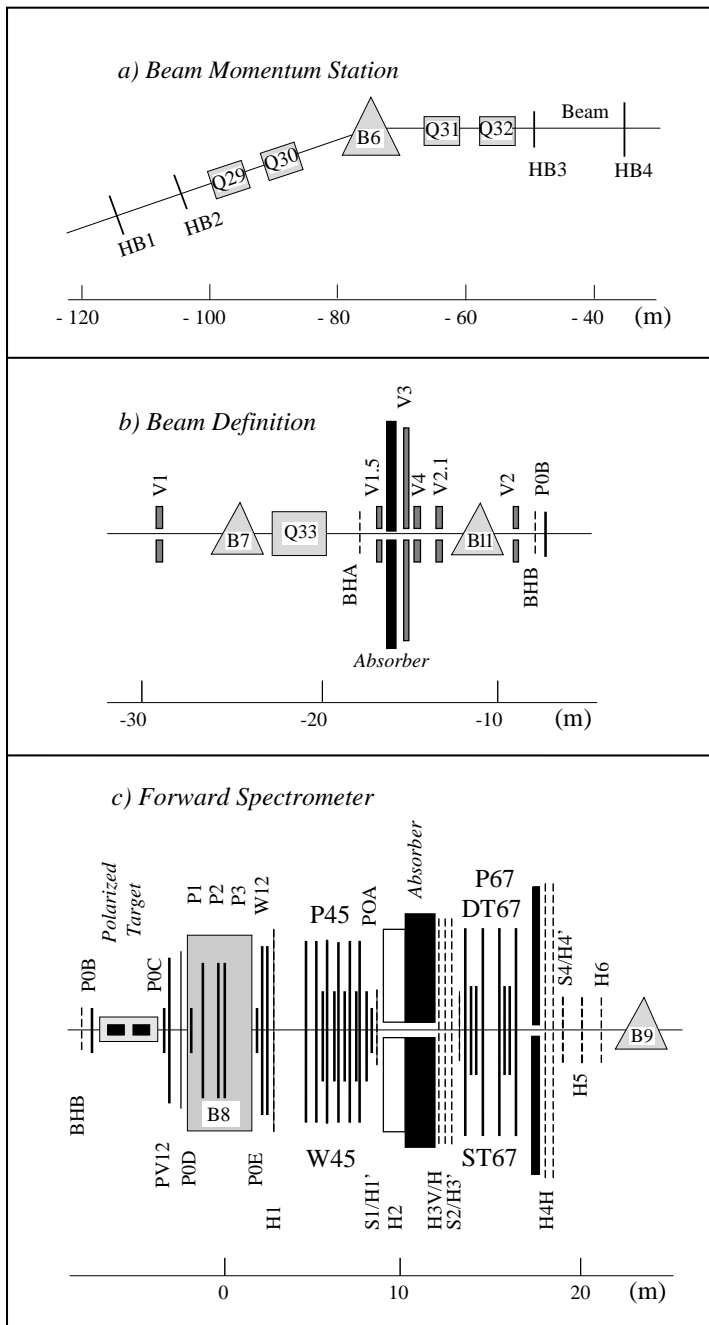 a) Beam Momentum Station
B6
Q31
Q32
Beam
Q30
Q29
HB3
HB4
HB2
HB1
- 120
- 100
- 80
- 60
- 40
(m)
b) Beam Definition
V3
V1
V1.5
V4
V2.1
V2
P0B
B7
Q33
B11
BHA
BHB
Absorber
-30
-20
-10
(m)
c) Forward Spectrometer
Polarized
Target
P1
P2
P3
W12
P45
POA
Absorber
P67
DT67
P0B
P0C
S4/H4'
H6
B9
B8
BHB
PV12
P0D
P0E
H1
W45
S1/H1'
H2
H3V/H
S2/H3'
ST67
H4H
H5
0
10
20
(m)